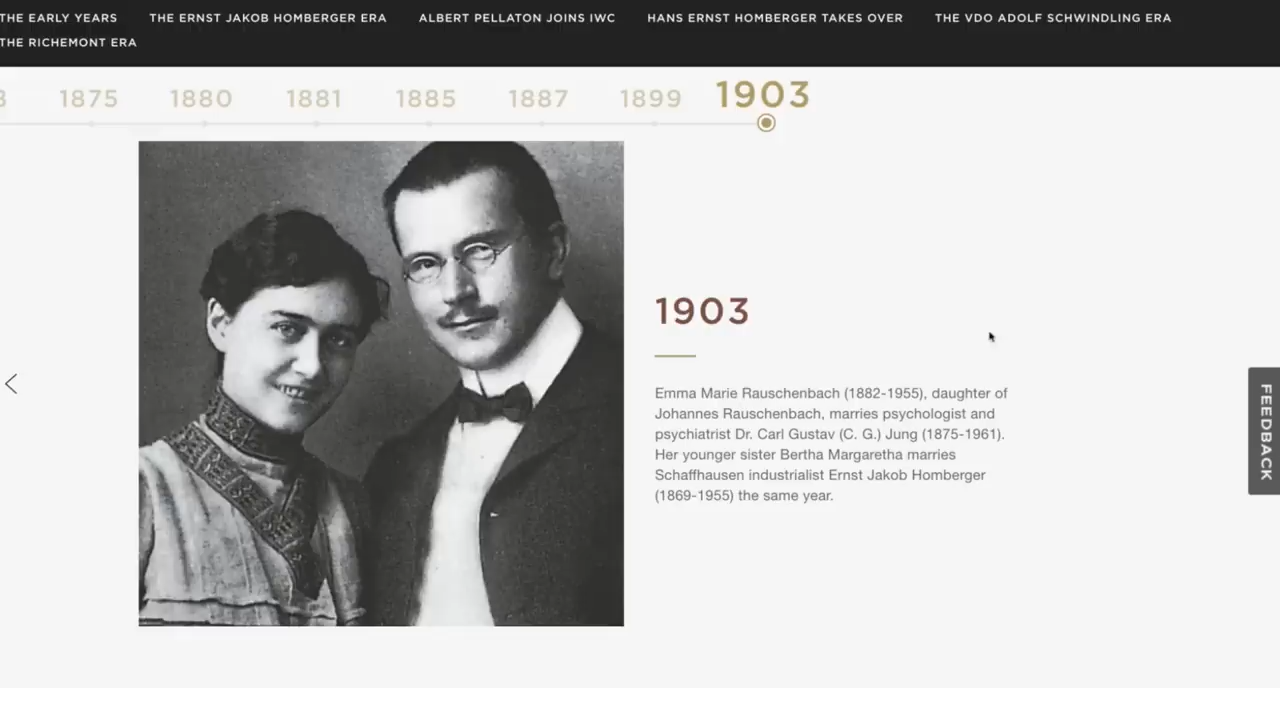 THE EARLY YEARS THE ERNST JAKOB HOMBERGER ERA ALBERT PELLATON JOINS IWC HANS ERNST HOMBERGER TAKES OVER THE VDO ADOLF SCHWINDLING ERA
THE RICHEMONT ERA
1875 1880 1881 1885 1887 1899 1903
1903
Emma Marie Rauschenbach (1882-1955), daughter of
Johannes Rauschenbach, marries psychologist and
psychiatrist Dr. Carl Gustav (C. G.) Jung (1875-1961).
Her younger sister Bertha Margaretha marries
Schaffhausen industrialist Ernst Jakob Homberger
(1869-1955) the same year.
FEEDBACK